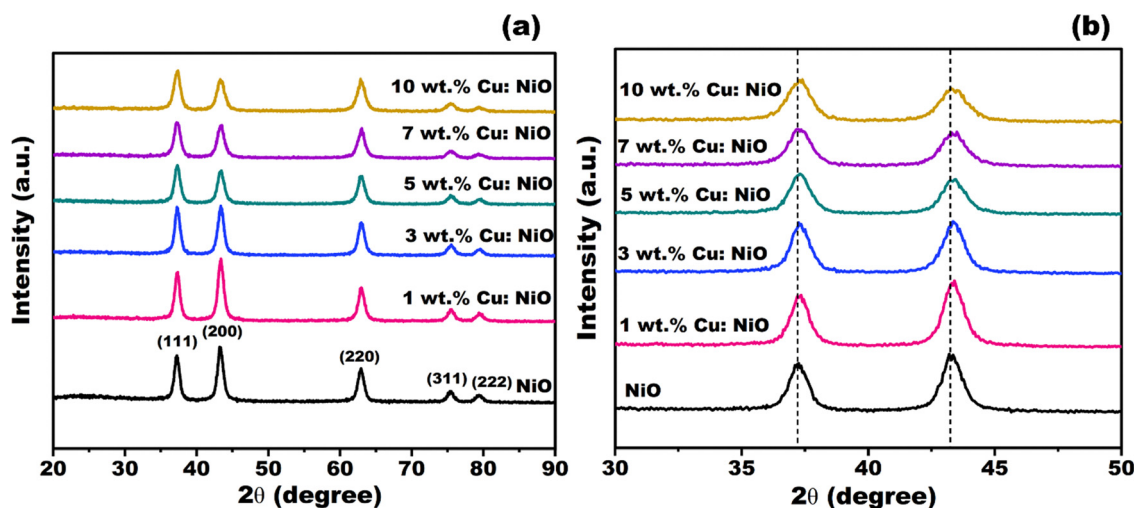 (a)
10 wt.% Cu: NiO
7 wt.% Cu: NiO
5 wt.% Cu: NiO
3 wt.% Cu: NiO
1 wt.% Cu: NiO
(111)
(200)
(220)
(311)
(222)
NiO
Intensity (a.u.)
20 30 40 50 60 70 80 90
2θ (degree)
(b)
10 wt.% Cu: NiO
7 wt.% Cu: NiO
5 wt.% Cu: NiO
3 wt.% Cu: NiO
1 wt.% Cu: NiO
NiO
Intensity (a.u.)
30 35 40 45 50
2θ (degree)